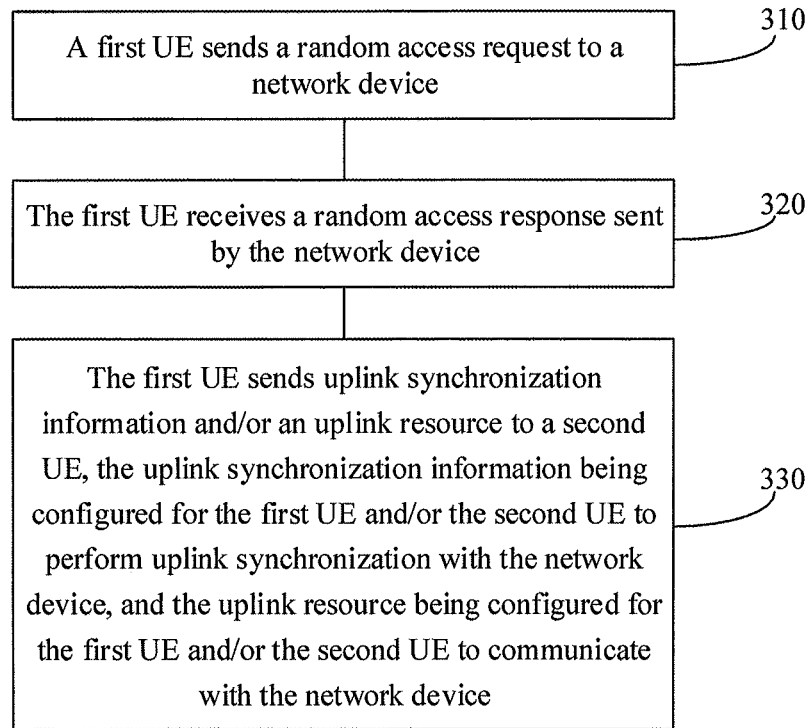 310
A first UE sends a random access request to a
network device
320
The first UE receives a random access response sent
by the network device
The first UE sends uplink synchronization
information and/or an uplink resource to a second
UE, the uplink synchronization information being
configured for the first UE and/or the second UE to
perform uplink synchronization with the network
device, and the uplink resource being configured for
the first UE and/or the second UE to communicate
with the network device
330